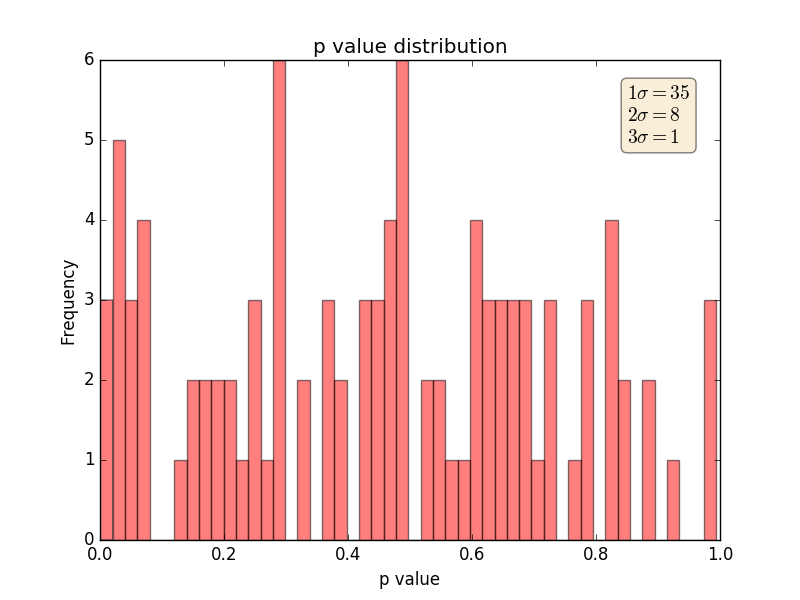 p value distribution
1σ = 35
2σ = 8
3σ = 1
6
5
4
3
2
1
0
Frequency
0.0 0.2 0.4 0.6 0.8 1.0
p value